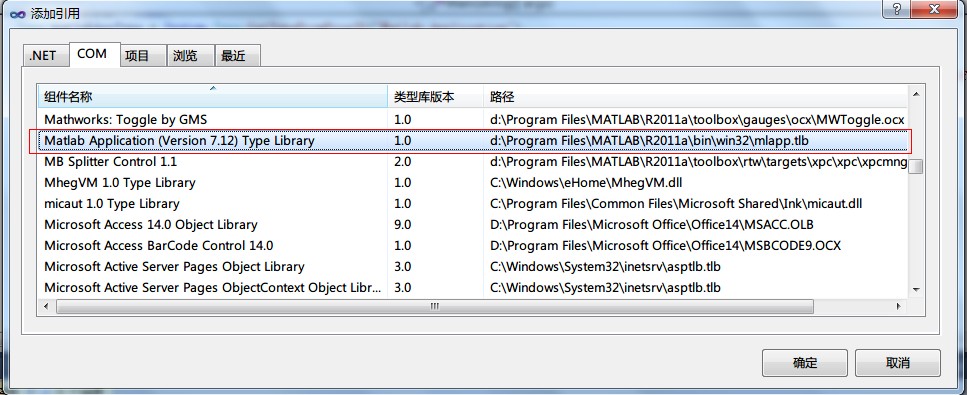 添加引用
.NET COM 项目 浏览 最近
组件名称 类型库版本 路径
Mathworks: Toggle by GMS 1.0 d:\Program Files\MATLAB\R2011a\toolbox\gauges\ocx\MWToggle.ocx
Matlab Application (Version 7.12) Type Library 1.0 d:\Program Files\MATLAB\R2011a\bin\win32\mlapp.tlb
MB Splitter Control 1.1 2.0 d:\Program Files\MATLAB\R2011a\toolbox\rtw\targets\xpc\xpc\xpcmng
MhegVM 1.0 Type Library 1.0 C:\Windows\eHome\MhegVM.dll
micaut 1.0 Type Library 1.0 C:\Program Files\Common Files\Microsoft Shared\Ink\micaut.dll
Microsoft Access 14.0 Object Library 9.0 D:\Program Files\Microsoft Office\Office14\MSACC.OLB
Microsoft Access BarCode Control 14.0 1.0 D:\Program Files\Microsoft Office\Office14\MSBCODE9.OCX
Microsoft Active Server Pages Object Library 3.0 C:\Windows\System32\inetsrv\asptlb.tlb
Microsoft Active Server Pages ObjectContext Object Libr... 3.0 C:\Windows\System32\inetsrv\asptlb.tlb
确定 取消